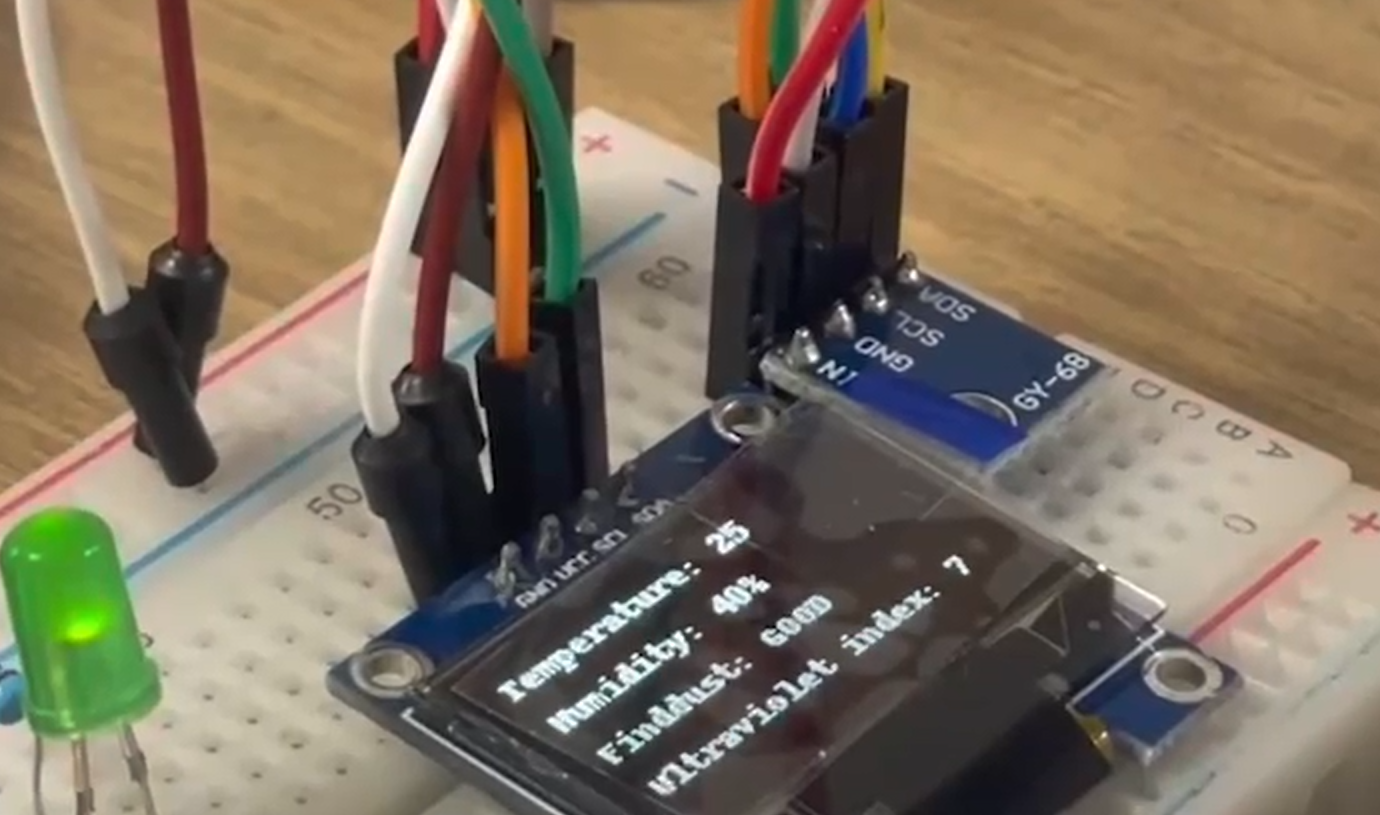 +
-
60
SDA
SCL
GND
IN
GY-68
D
C
B
A
+
50
GND VCC SCL SDA
Temperature: 25
Humidity: 40%
Finddust: GOOD
Ultraviolet index: 7